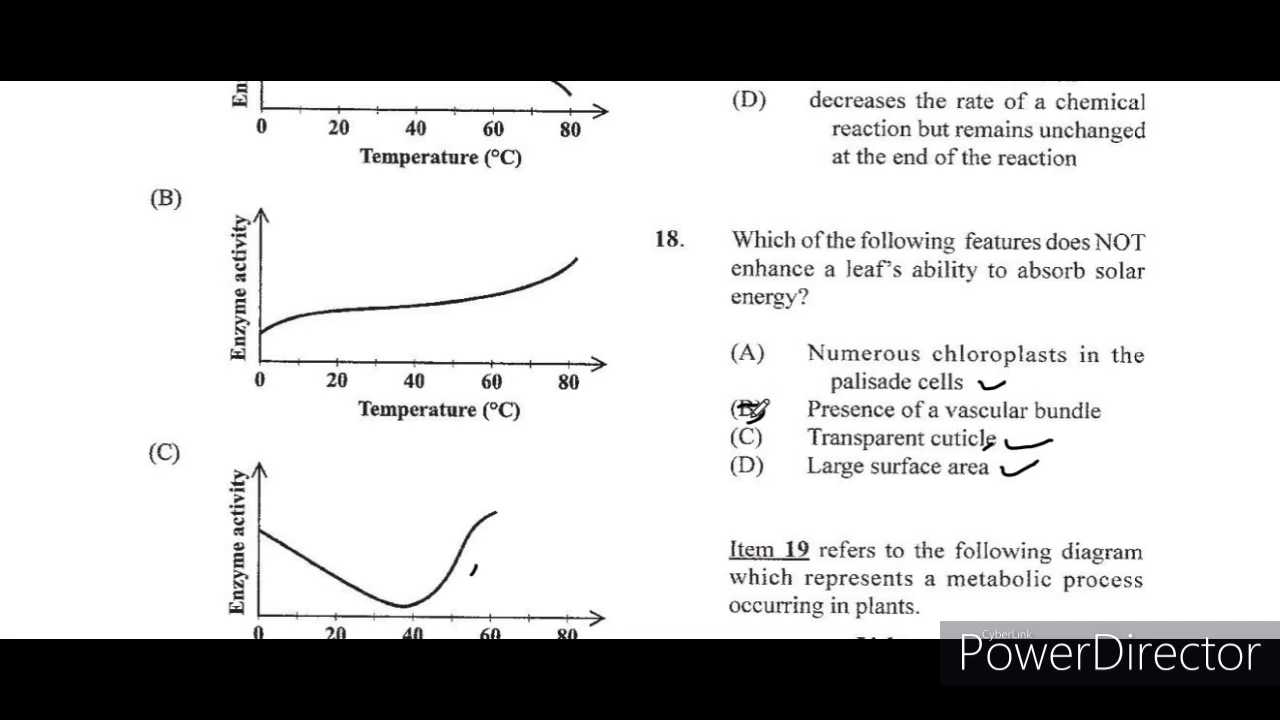 En
0 20 40 60 80
Temperature (°C)
(B)
Enzyme activity
0 20 40 60 80
Temperature (°C)
(C)
Enzyme activity
0 20 40 60 80
(D) decreases the rate of a chemical
reaction but remains unchanged
at the end of the reaction
18. Which of the following features does NOT
enhance a leaf's ability to absorb solar
energy?
(A) Numerous chloroplasts in the
palisade cells
(B) Presence of a vascular bundle
(C) Transparent cuticle
(D) Large surface area
Item 19 refers to the following diagram
which represents a metabolic process
occurring in plants.
CyberLink
PowerDirector